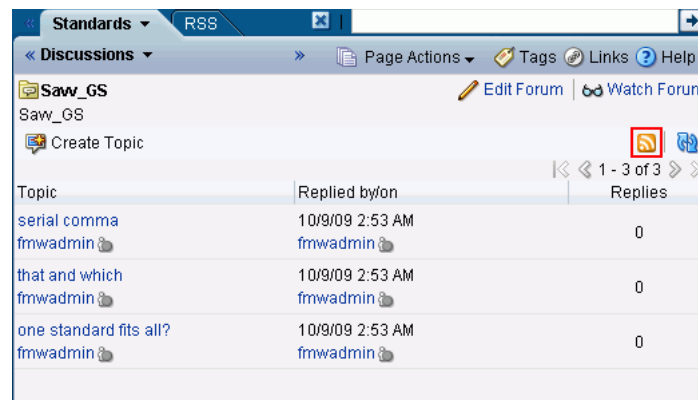 « Standards RSS
« Discussions » Page Actions Tags Links Help
Saw_GS Edit Forum Watch Forum
Saw_GS
Create Topic
1 - 3 of 3
Topic Replied by/on Replies
serial comma 10/9/09 2:53 AM 0
fmwadmin fmwadmin
that and which 10/9/09 2:53 AM 0
fmwadmin fmwadmin
one standard fits all? 10/9/09 2:53 AM 0
fmwadmin fmwadmin